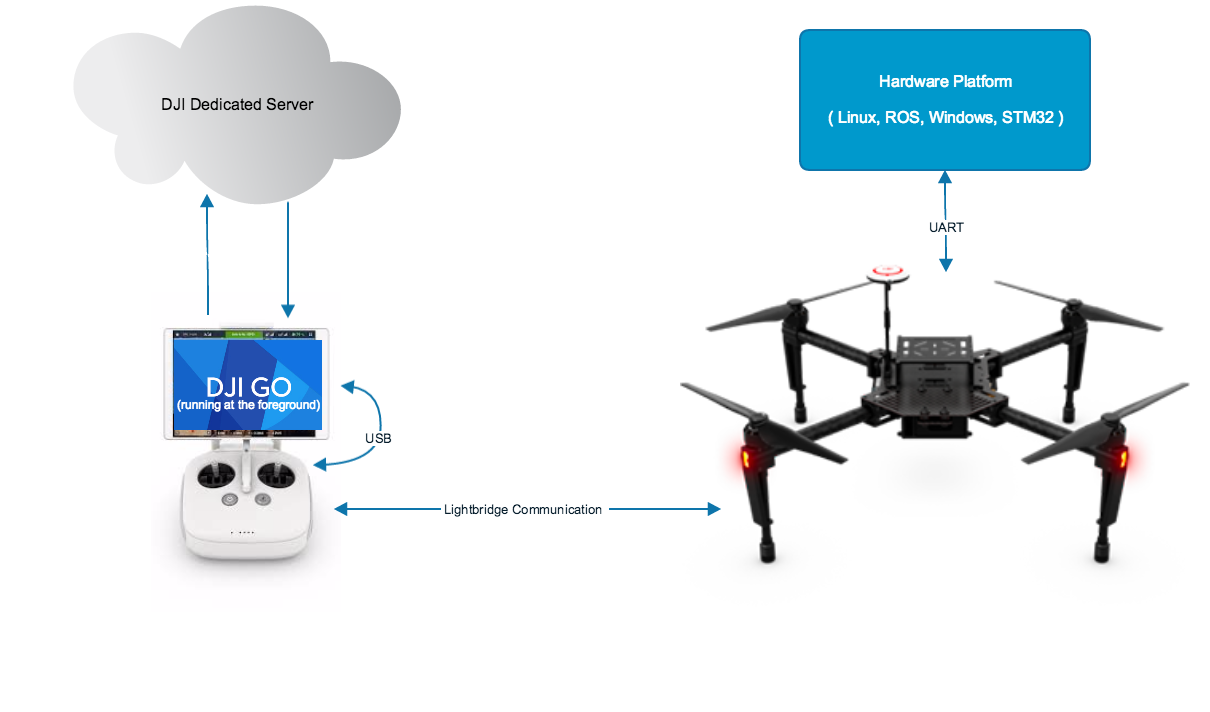 DJI Dedicated Server
Hardware Platform
( Linux, ROS, Windows, STM32 )
UART
DJI GO
(running at the foreground)
USB
Lightbridge Communication